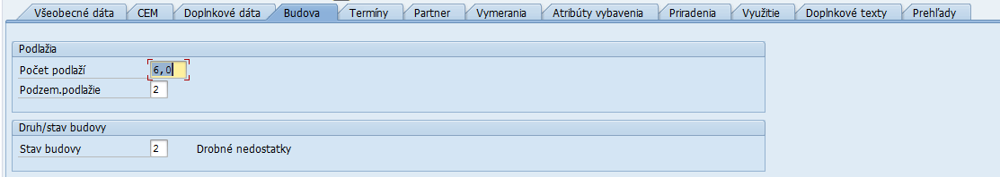 Všeobecné dáta CEM Doplnkové dáta Budova Termíny Partner Vymerania Atribúty vybavenia Priradenia Využitie Doplnkové texty Prehľady
Podlažia
Počet podlaží 6,0
Podzem.podlažie 2
Druh/stav budovy
Stav budovy 2 Drobné nedostatky